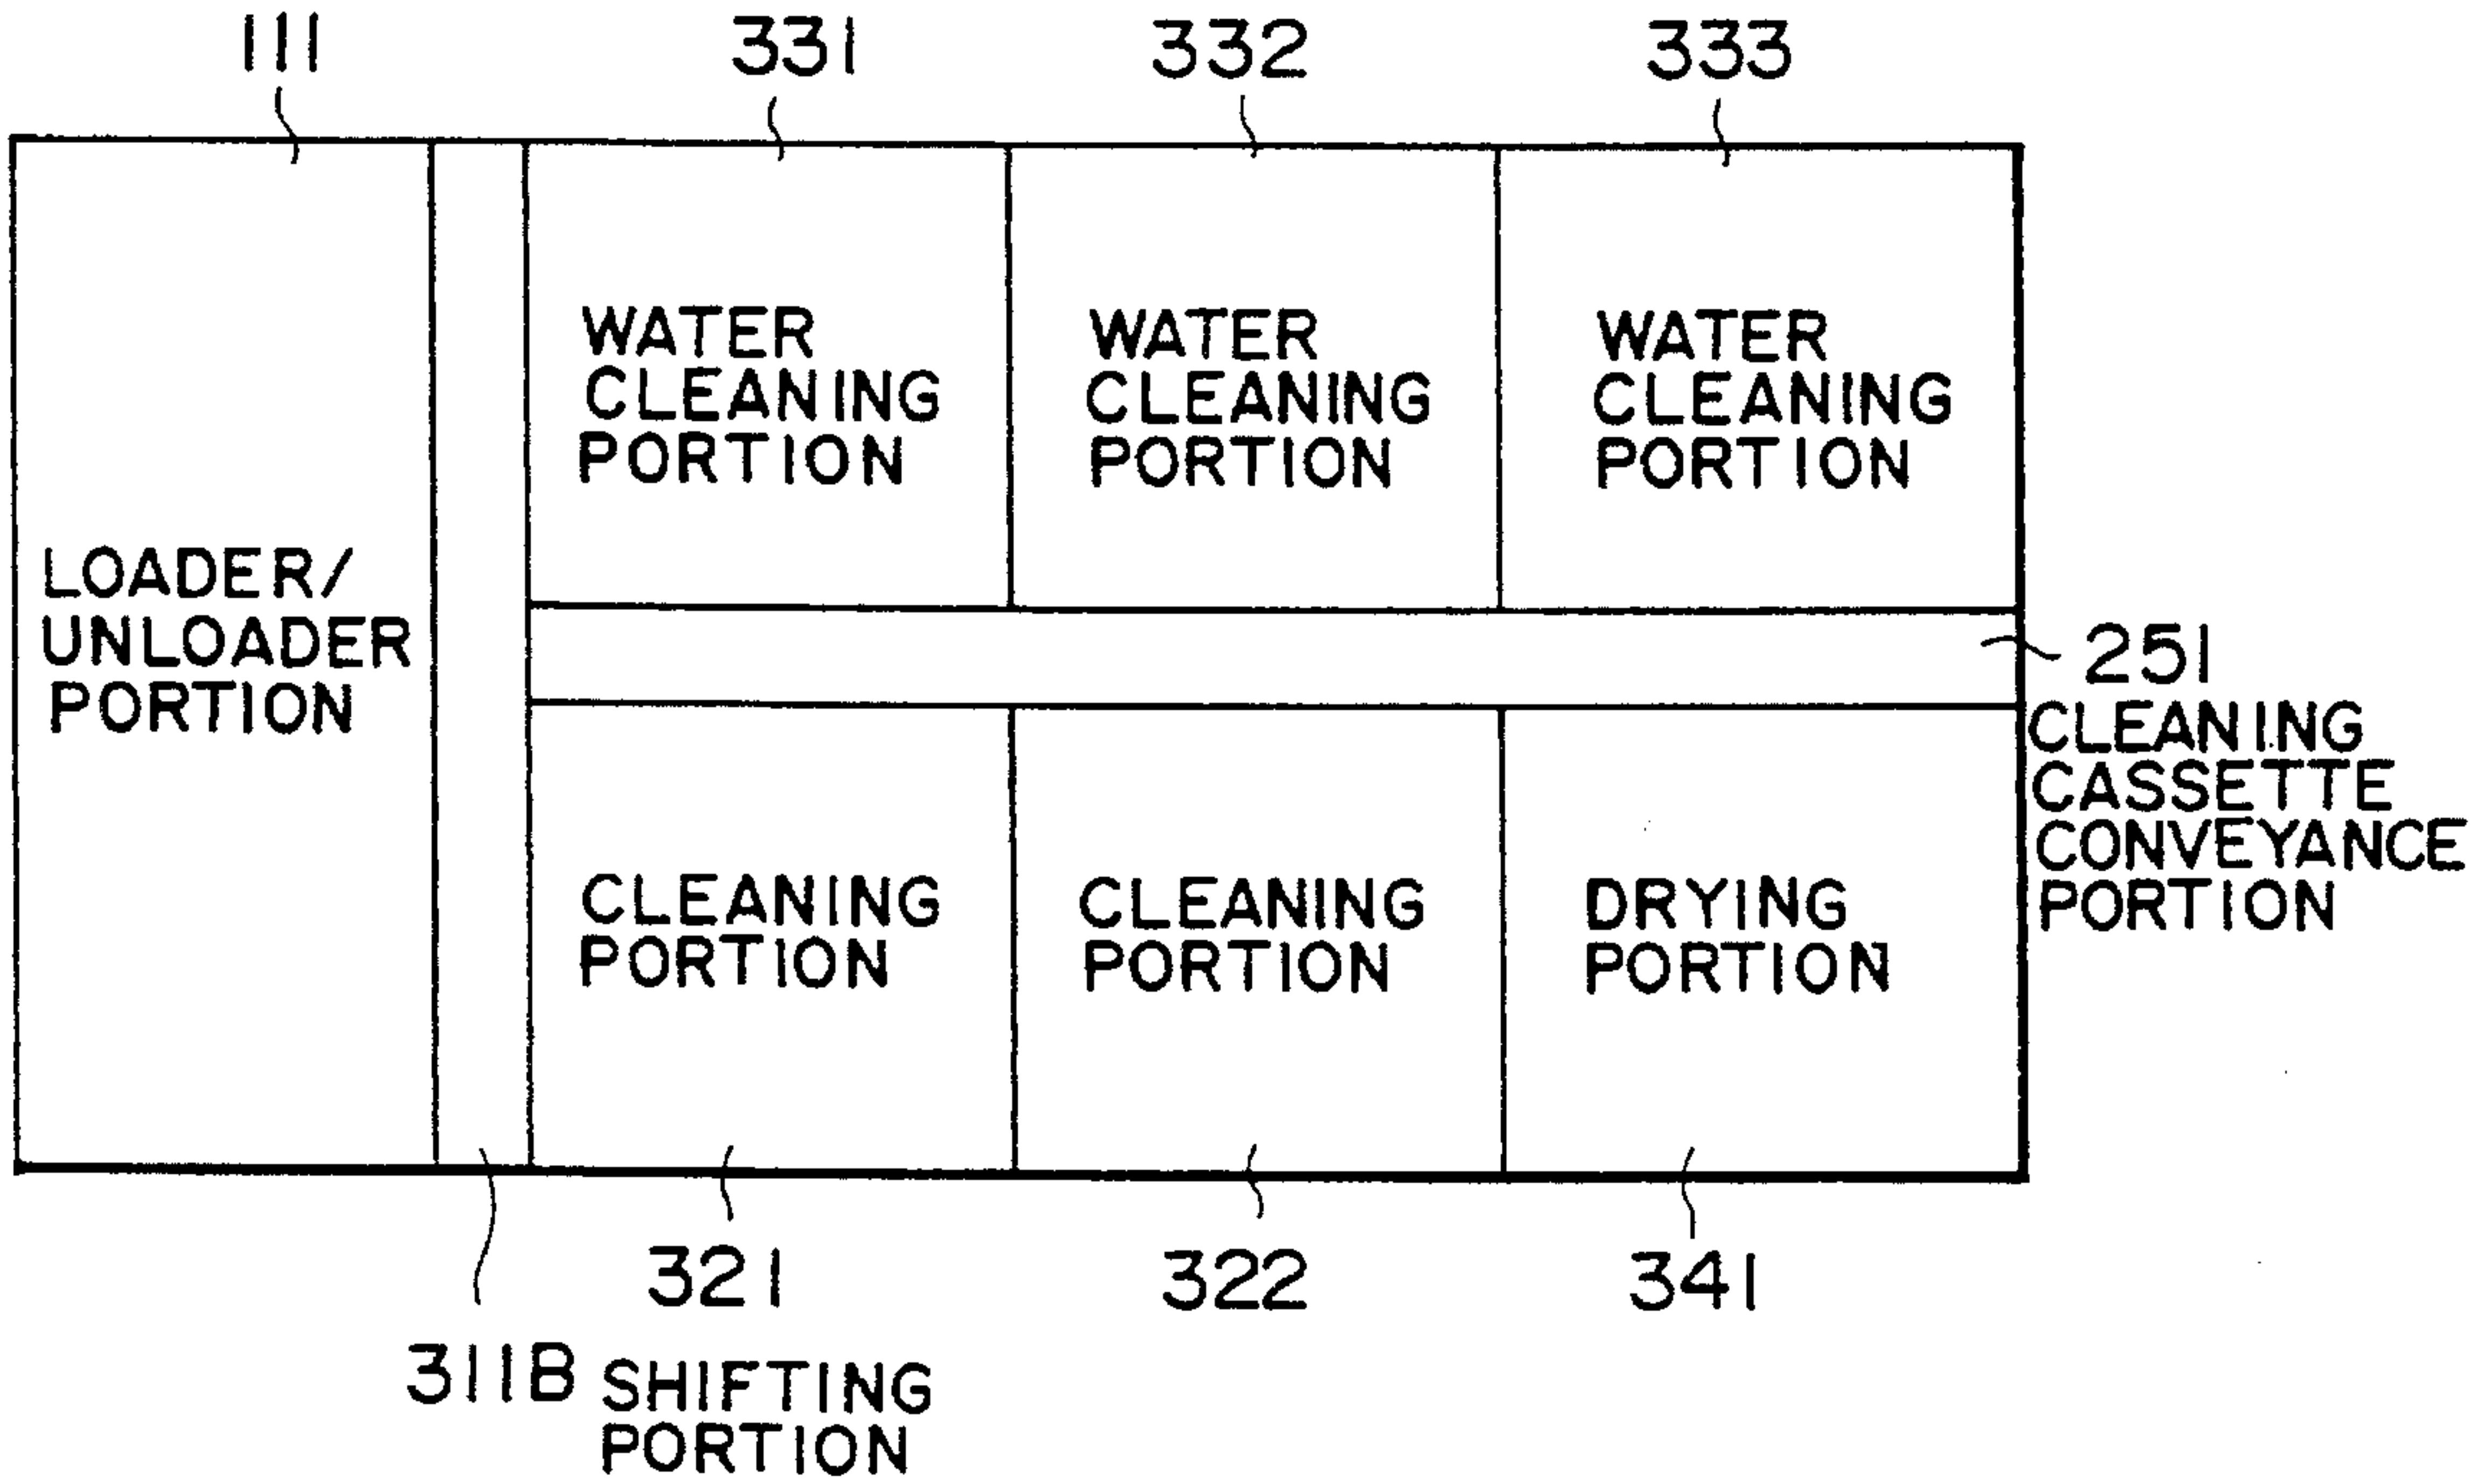 111
331
332
333
WATER
CLEANING
PORTION
WATER
CLEANING
PORTION
WATER
CLEANING
PORTION
LOADER/
UNLOADER
PORTION
251
CLEANING
CASSETTE
CONVEYANCE
PORTION
CLEANING
PORTION
CLEANING
PORTION
DRYING
PORTION
321
322
341
311B SHIFTING
PORTION